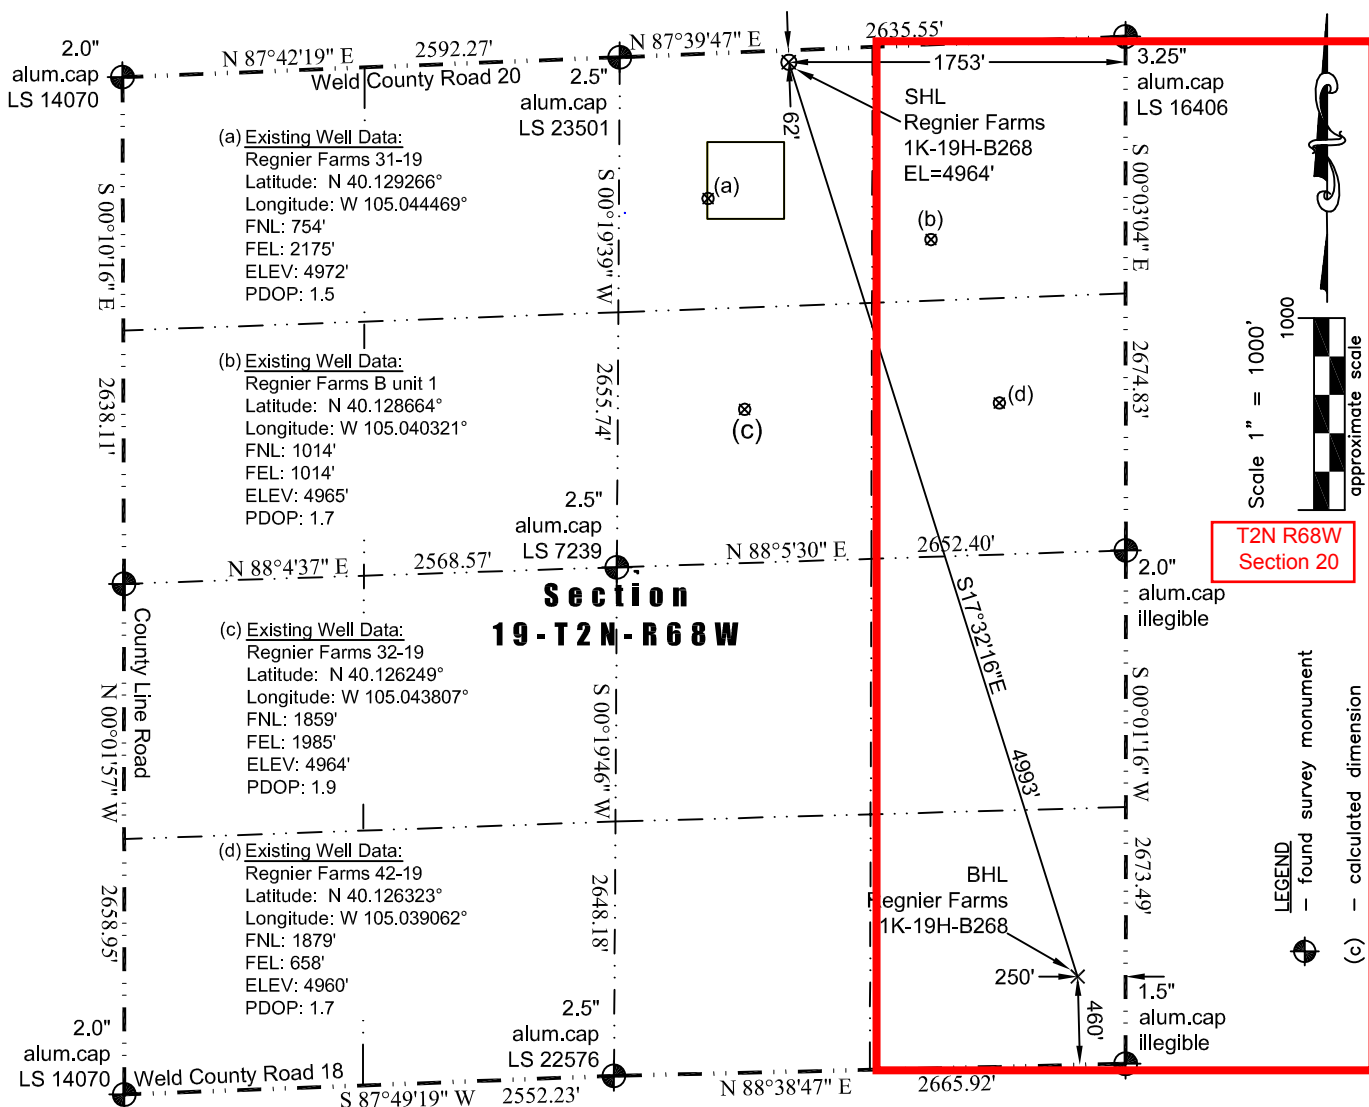 N 87°42'19" E
2592.27'
N 87°39'47" E
2635.55'
2.0"
alum.cap
LS 14070
Weld County Road 20
2.5"
alum.cap
LS 23501
1753'
3.25"
alum.cap
LS 16406
62'
SHL
Regnier Farms
1K-19H-B268
EL=4964'
(a) Existing Well Data:
Regnier Farms 31-19
Latitude: N 40.129266°
Longitude: W 105.044469°
FNL: 754'
FEL: 2175'
ELEV: 4972'
PDOP: 1.5
S 00°10'16" E
2638.11'
S 00°19'39" W
2655.74'
(a)
(b)
S 00°03'04" E
2674.83'
(b) Existing Well Data:
Regnier Farms B unit 1
Latitude: N 40.128664°
Longitude: W 105.040321°
FNL: 1014'
FEL: 1014'
ELEV: 4965'
PDOP: 1.7
(c)
(d)
Scale 1" = 1000'
1000
approximate scale
2.5"
alum.cap
LS 7239
T2N R68W
Section 20
N 88°4'37" E
2568.57'
N 88°5'30" E
2652.40'
2.0"
alum.cap
illegible
Section
19-T2N-R68W
County Line Road
N 00°01'57" W
2658.95'
(c) Existing Well Data:
Regnier Farms 32-19
Latitude: N 40.126249°
Longitude: W 105.043807°
FNL: 1859'
FEL: 1985'
ELEV: 4964'
PDOP: 1.9
S 00°19'46" W
2648.18'
S17°32'16"E
4993'
S 00°01'16" W
2673.49'
(d) Existing Well Data:
Regnier Farms 42-19
Latitude: N 40.126323°
Longitude: W 105.039062°
FNL: 1879'
FEL: 658'
ELEV: 4960'
PDOP: 1.7
BHL
Regnier Farms
1K-19H-B268
250'
460'
LEGEND
– found survey monument
(c) – calculated dimension
2.0"
alum.cap
LS 14070
2.5"
alum.cap
LS 22576
1.5"
alum.cap
illegible
Weld County Road 18
S 87°49'19" W
2552.23'
N 88°38'47" E
2665.92'